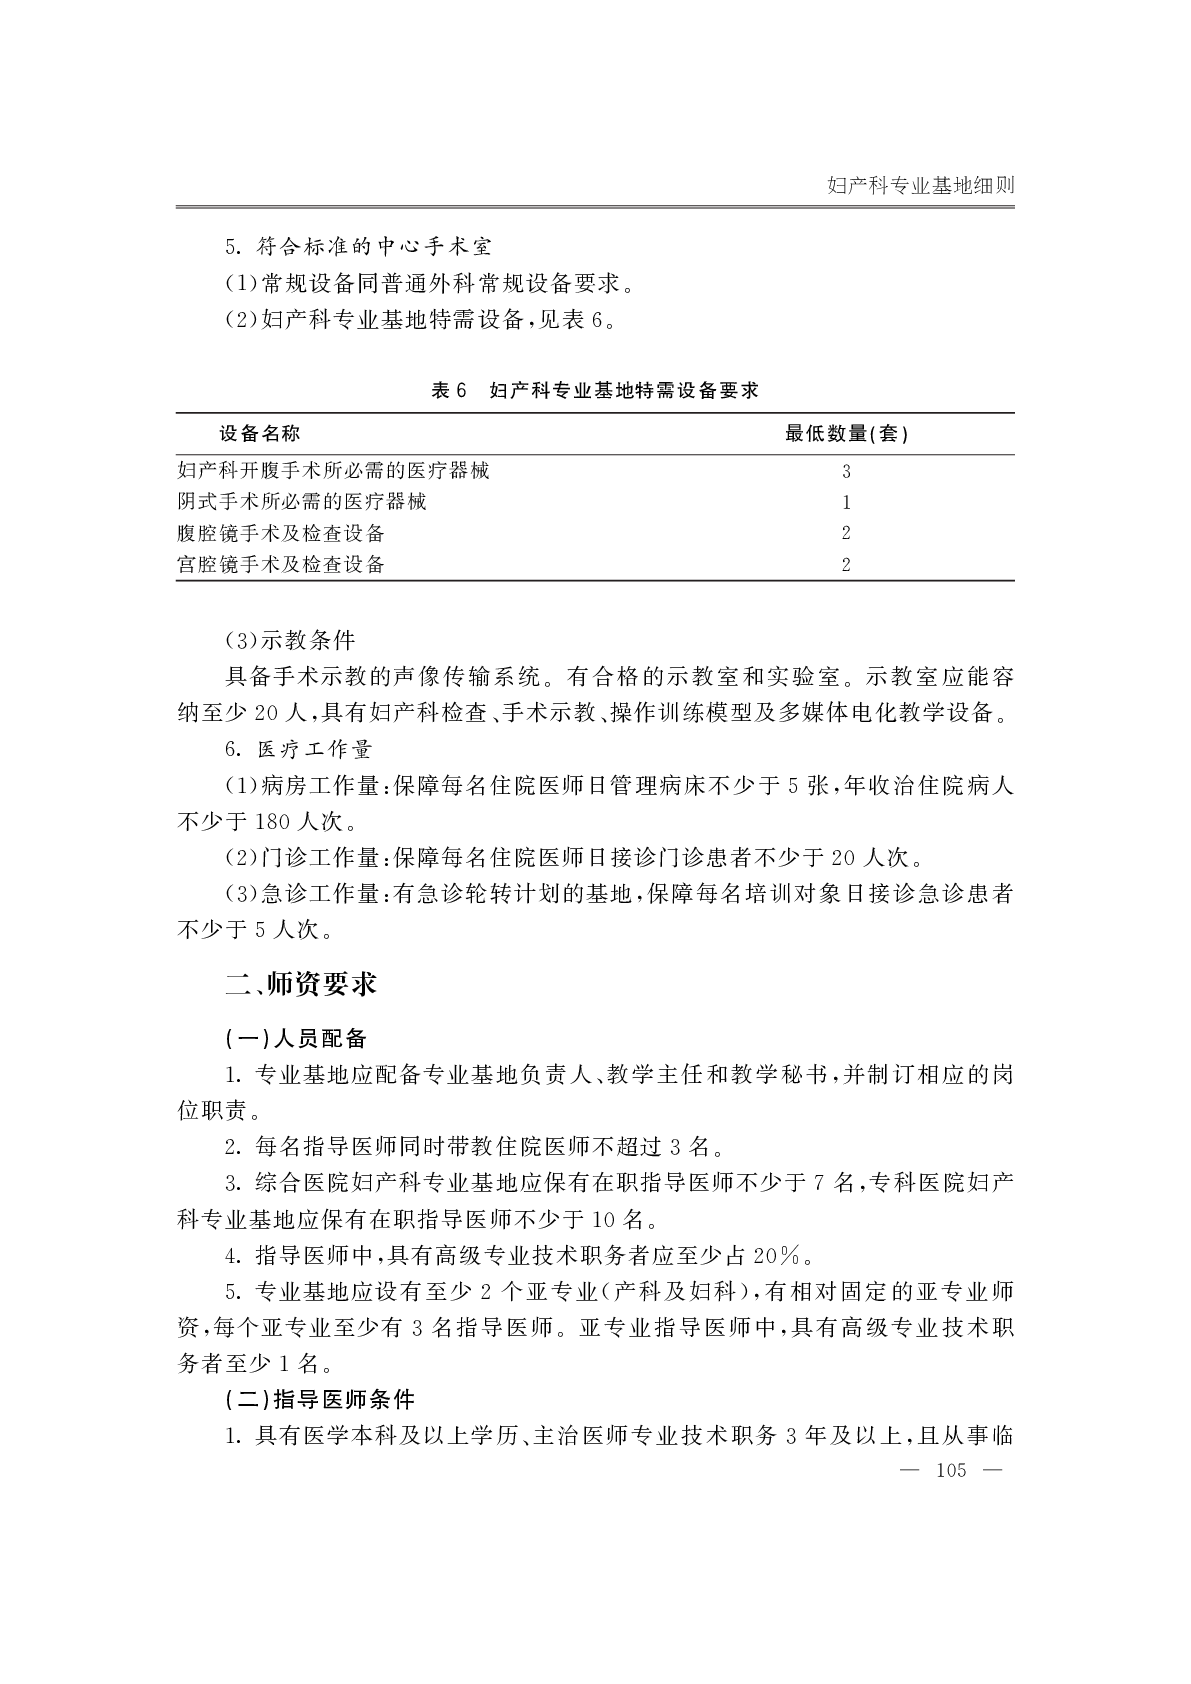 妇产科专业基地细则
5. 符合标准的中心手术室
(1)常规设备同普通外科常规设备要求。
(2)妇产科专业基地特需设备,见表 6。
表 6 妇产科专业基地特需设备要求
设备名称 最低数量(套)
妇产科开腹手术所必需的医疗器械 3
阴式手术所必需的医疗器械 1
腹腔镜手术及检查设备 2
宫腔镜手术及检查设备 2
(3)示教条件
具备手术示教的声像传输系统。有合格的示教室和实验室。示教室应能容
纳至少 20 人,具有妇产科检查、手术示教、操作训练模型及多媒体电化教学设备。
6. 医疗工作量
(1)病房工作量:保障每名住院医师日管理病床不少于 5 张,年收治住院病人
不少于 180 人次。
(2)门诊工作量:保障每名住院医师日接诊门诊患者不少于 20 人次。
(3)急诊工作量:有急诊轮转计划的基地,保障每名培训对象日接诊急诊患者
不少于 5 人次。
二、师资要求
(一)人员配备
1. 专业基地应配备专业基地负责人、教学主任和教学秘书,并制订相应的岗
位职责。
2. 每名指导医师同时带教住院医师不超过 3 名。
3. 综合医院妇产科专业基地应保有在职指导医师不少于 7 名,专科医院妇产
科专业基地应保有在职指导医师不少于 10 名。
4. 指导医师中,具有高级专业技术职务者应至少占 20%。
5. 专业基地应设有至少 2 个亚专业(产科及妇科),有相对固定的亚专业师
资,每个亚专业至少有 3 名指导医师。亚专业指导医师中,具有高级专业技术职
务者至少 1 名。
(二)指导医师条件
1. 具有医学本科及以上学历、主治医师专业技术职务 3 年及以上,且从事临
— 105 —